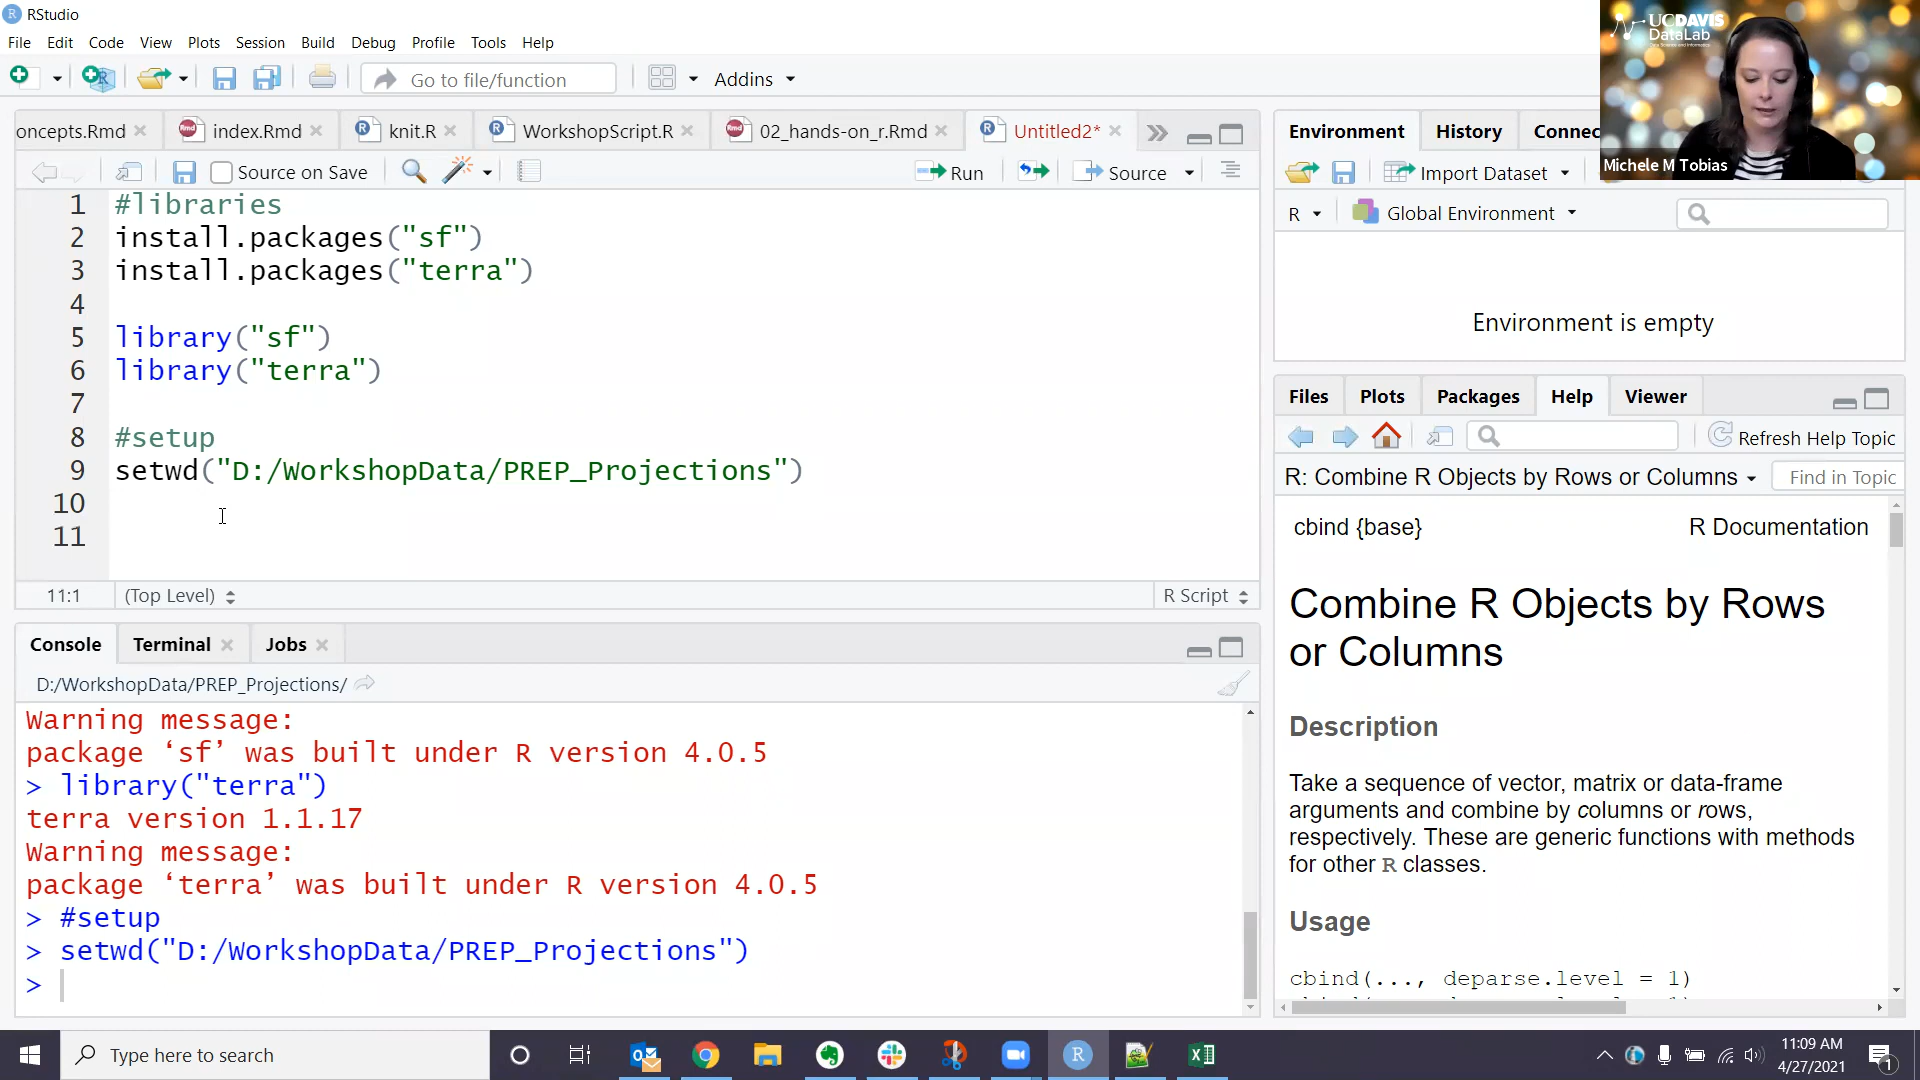 RStudio
File Edit Code View Plots Session Build Debug Profile Tools Help
Go to file/function Addins
oncepts.Rmd index.Rmd knit.R WorkshopScript.R 02_hands-on_r.Rmd Untitled2*
Source on Save Run Source
1 #libraries
2 install.packages("sf")
3 install.packages("terra")
4
5 library("sf")
6 library("terra")
7
8 #setup
9 setwd("D:/WorkshopData/PREP_Projections")
10
11
11:1 (Top Level) R Script
Console Terminal Jobs
D:/WorkshopData/PREP_Projections/
Warning message:
package ‘sf’ was built under R version 4.0.5
> library("terra")
terra version 1.1.17
Warning message:
package ‘terra’ was built under R version 4.0.5
> #setup
> setwd("D:/WorkshopData/PREP_Projections")
>
UCDAVIS
DataLab
Michele M Tobias
Environment History Connec
Import Dataset
R Global Environment
Environment is empty
Files Plots Packages Help Viewer
Refresh Help Topic
R: Combine R Objects by Rows or Columns Find in Topic
cbind {base} R Documentation
Combine R Objects by Rows
or Columns
Description
Take a sequence of vector, matrix or data-frame
arguments and combine by columns or rows,
respectively. These are generic functions with methods
for other R classes.
Usage
cbind(..., deparse.level = 1)
Type here to search
11:09 AM
4/27/2021
1